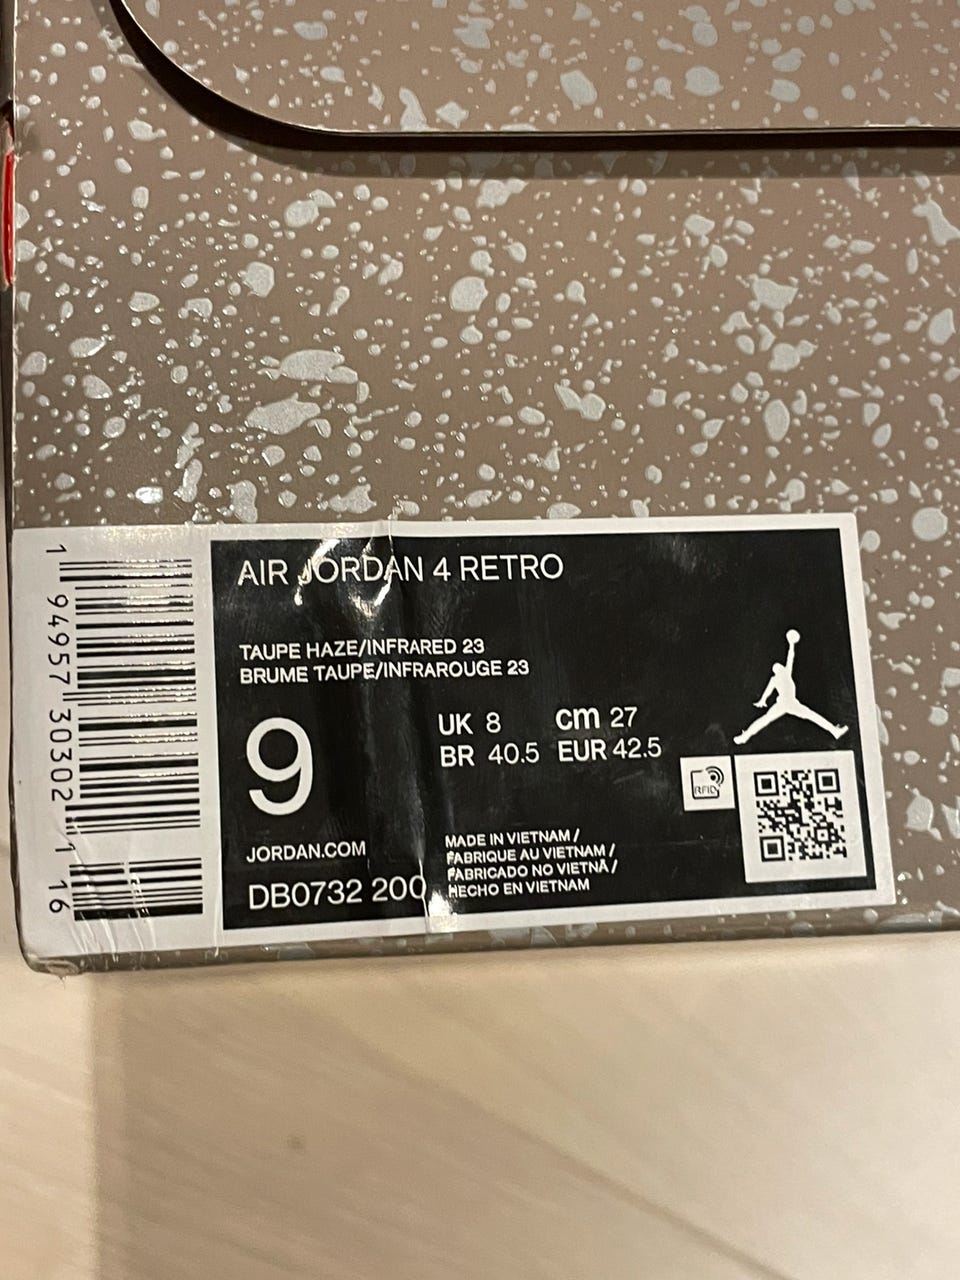 AIR JORDAN 4 RETRO
TAUPE HAZE/INFRARED 23
BRUME TAUPE/INFRAROUGE 23
9
UK 8 cm 27
BR 40.5 EUR 42.5
RFID
JORDAN.COM
DB0732 200
MADE IN VIETNAM /
FABRIQUE AU VIETNAM /
FABRICADO NO VIETNÃ /
HECHO EN VIETNAM
1 94957 30302 1 16